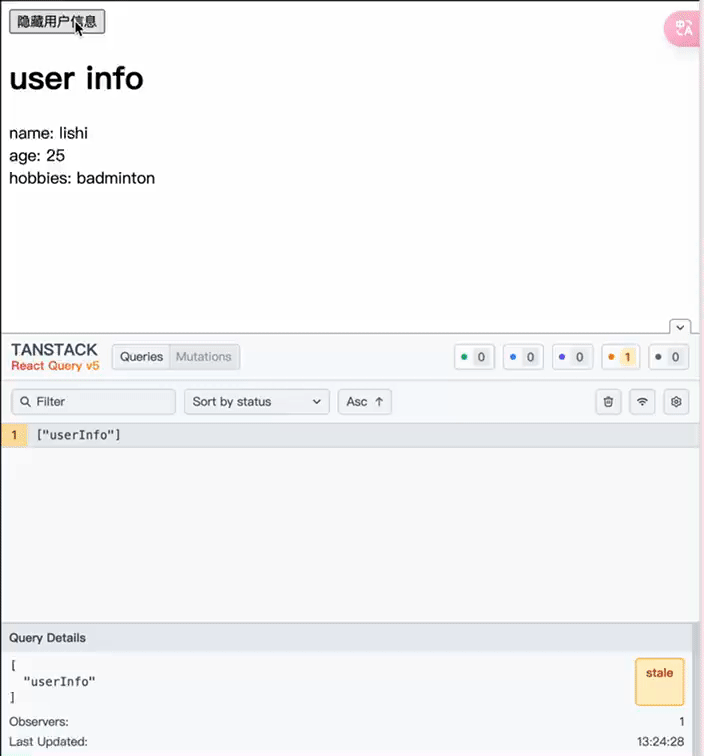 隐藏用户信息
user info
name: lishi
age: 25
hobbies: badminton
TANSTACK
React Query v5
Queries Mutations
0 0 0 1 0
Filter Sort by status Asc ↑
1 ["userInfo"]
Query Details
[
"userInfo"
]
stale
Observers: 1
Last Updated: 13:24:28